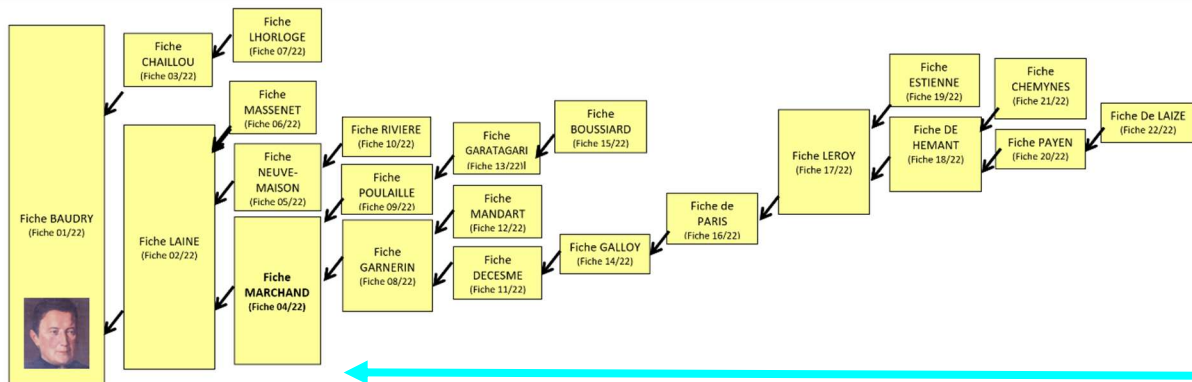 Fiche BAUDRY
(Fiche 01/22)
Fiche
CHAILLOU
(Fiche 03/22)
Fiche LAINE
(Fiche 02/22)
Fiche
LHORLOGE
(Fiche 07/22)
Fiche
MASSENET
(Fiche 06/22)
Fiche
NEUVE-
MAISON
(Fiche 05/22)
Fiche
MARCHAND
(Fiche 04/22)
Fiche RIVIERE
(Fiche 10/22)
Fiche
POULAILLE
(Fiche 09/22)
Fiche
GARNERIN
(Fiche 08/22)
Fiche
GARATAGARI
(Fiche 13/22)]
Fiche
MANDART
(Fiche 12/22)
Fiche
DECESME
(Fiche 11/22)
Fiche
BOUSSIARD
(Fiche 15/22)
Fiche GALLOY
(Fiche 14/22)
Fiche de
PARIS
(Fiche 16/22)
Fiche LEROY
(Fiche 17/22)
Fiche
ESTIENNE
(Fiche 19/22)
Fiche DE
HEMANT
(Fiche 18/22)
Fiche
CHEMYNES
(Fiche 21/22)
Fiche PAYEN
(Fiche 20/22)
Fiche De LAIZE
(Fiche 22/22)